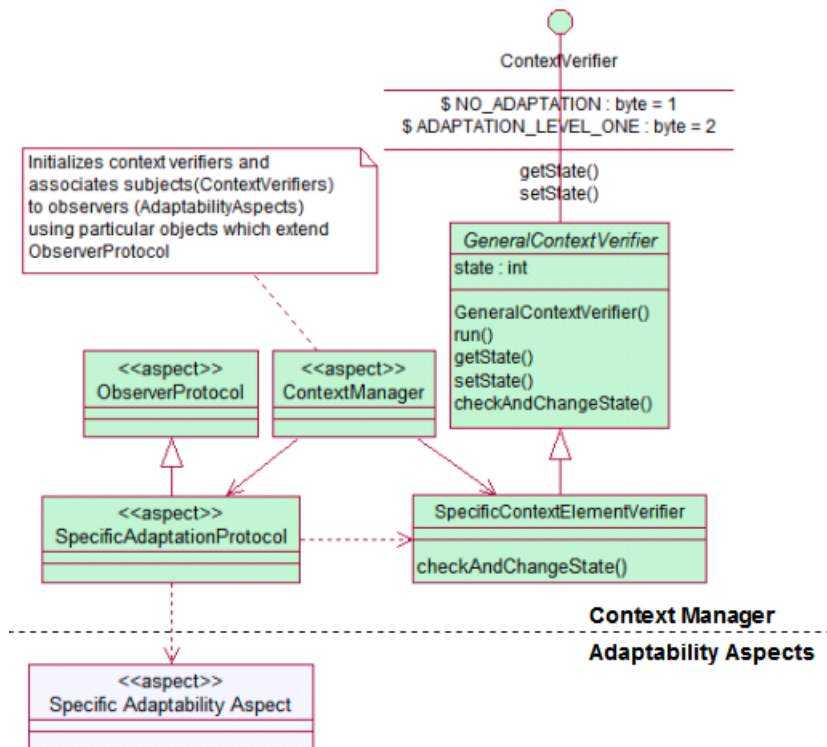 ContextVerifier
$ NO_ADAPTATION : byte = 1
$ ADAPTATION_LEVEL_ONE : byte = 2
getState()
setState()
Initializes context verifiers and
associates subjects(ContextVerifiers)
to observers (AdaptabilityAspects)
using particular objects which extend
ObserverProtocol
GeneralContextVerifier
state : int
GeneralContextVerifier()
run()
getState()
setState()
checkAndChangeState()
<<aspect>>
ObserverProtocol
<<aspect>>
ContextManager
<<aspect>>
SpecificAdaptationProtocol
SpecificContextElementVerifier
checkAndChangeState()
Context Manager
Adaptability Aspects
<<aspect>>
Specific Adaptability Aspect